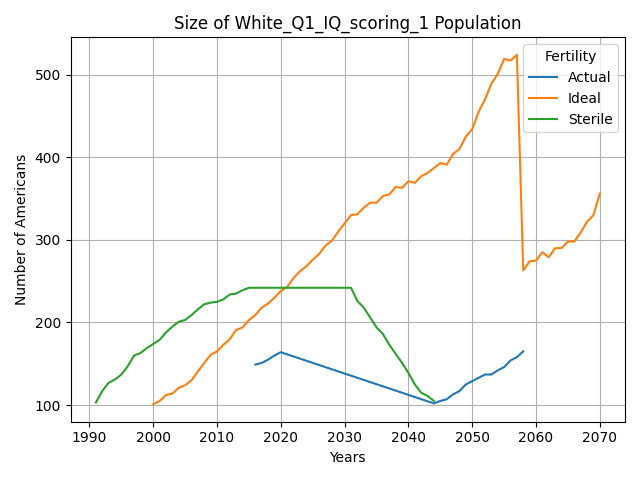 Size of White_Q1_IQ_scoring_1 Population
Number of Americans
500
400
300
200
100
Fertility
Actual
Ideal
Sterile
1990 2000 2010 2020 2030 2040 2050 2060 2070
Years